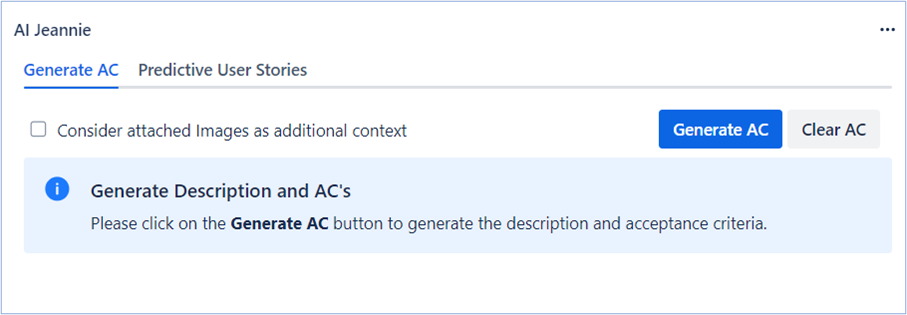 AI Jeannie
Generate AC Predictive User Stories
Consider attached Images as additional context Generate AC Clear AC
Generate Description and AC's
Please click on the Generate AC button to generate the description and acceptance criteria.